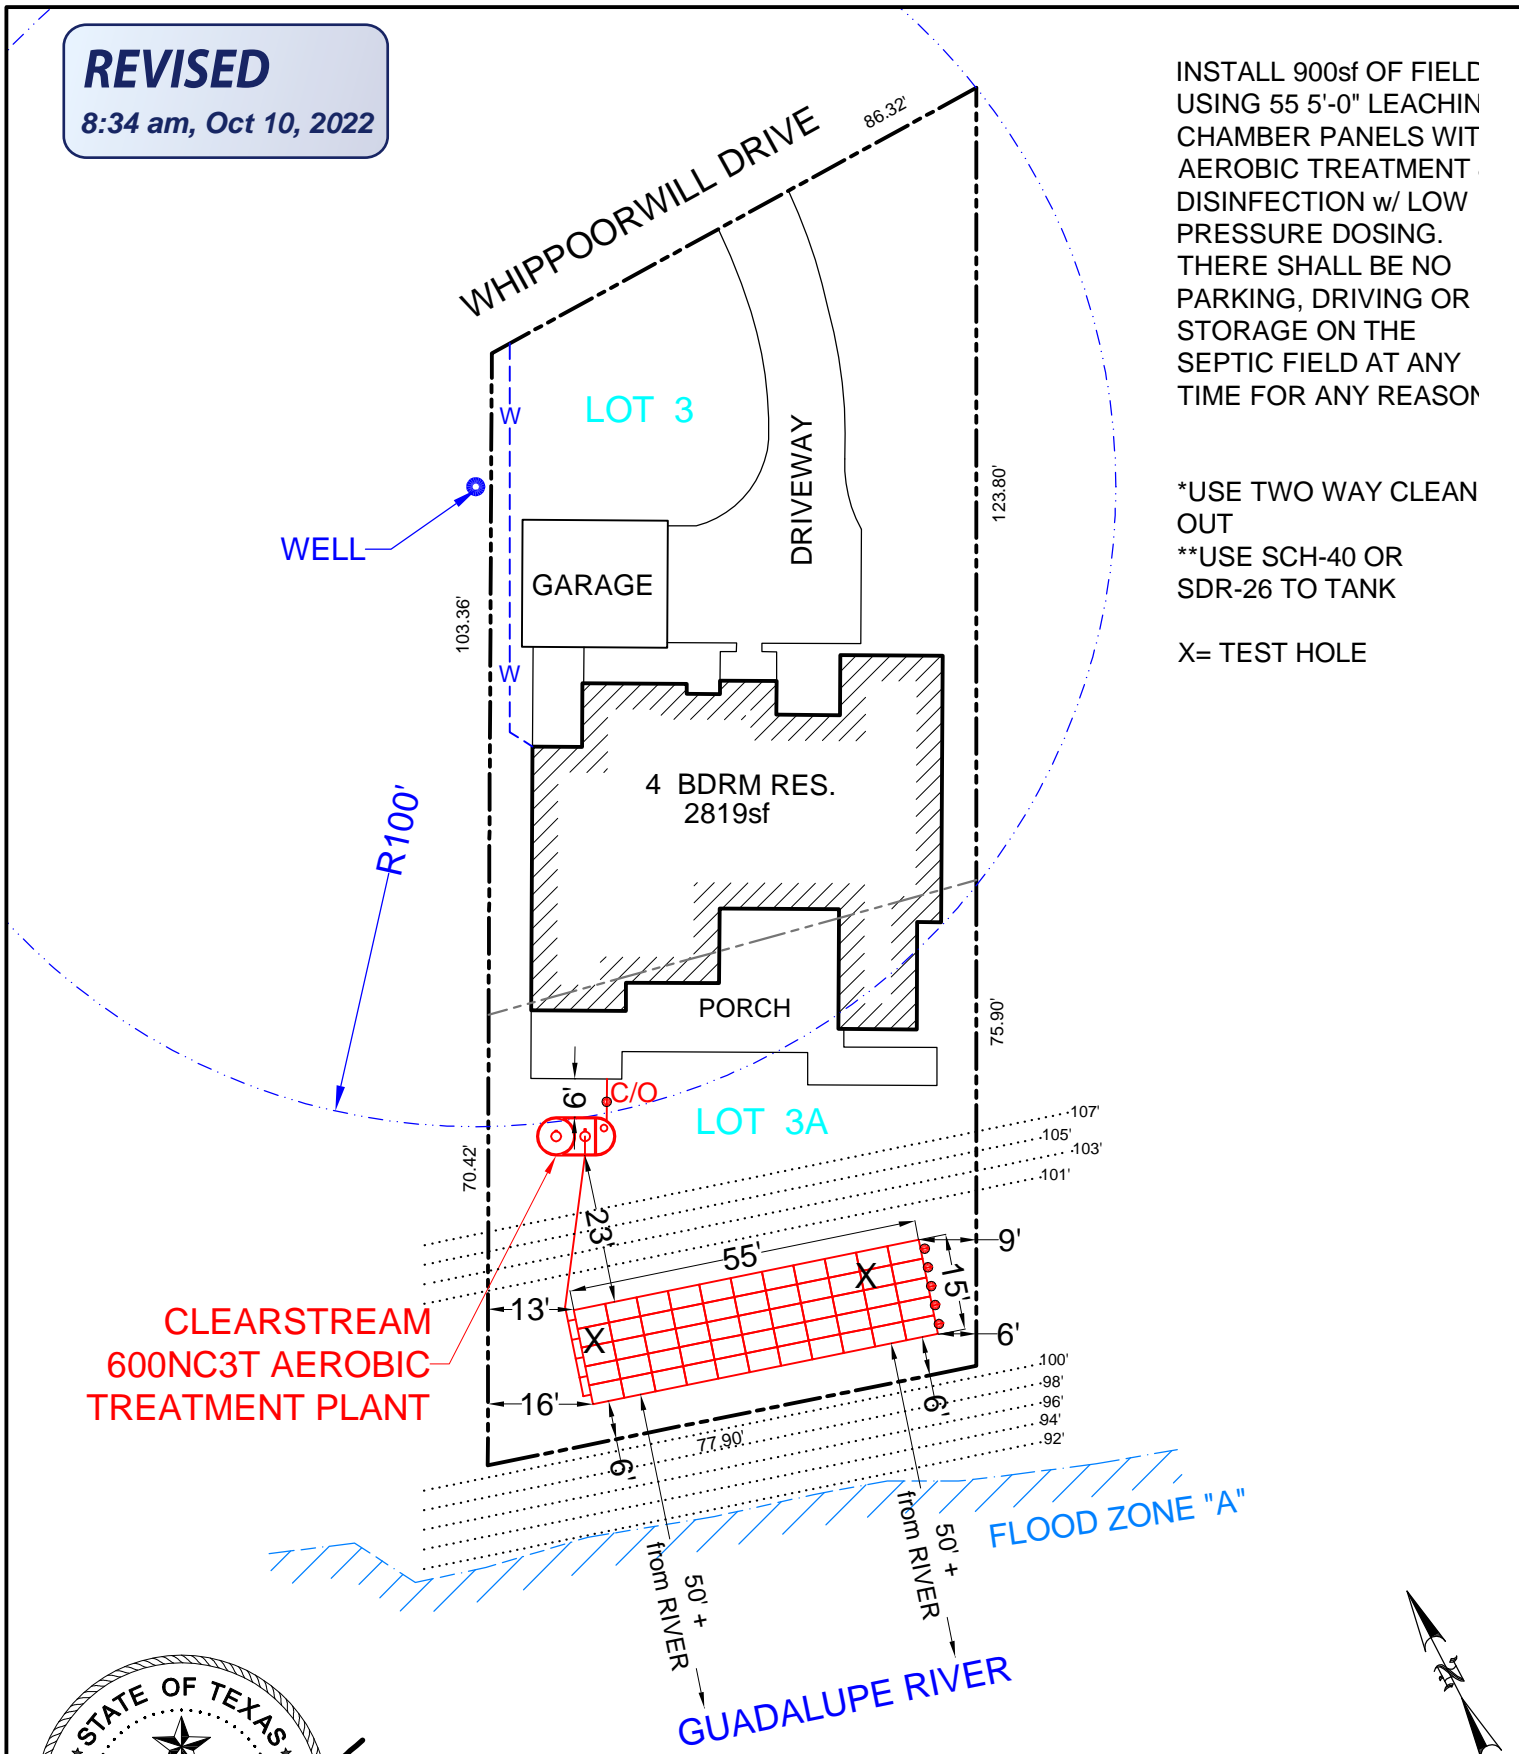 REVISED
8:34 am, Oct 10, 2022
INSTALL 900sf OF FIELD
USING 55 5'-0" LEACHIN
CHAMBER PANELS WIT
AEROBIC TREATMENT
DISINFECTION w/ LOW
PRESSURE DOSING.
THERE SHALL BE NO
PARKING, DRIVING OR
STORAGE ON THE
SEPTIC FIELD AT ANY
TIME FOR ANY REASON
*USE TWO WAY CLEAN
OUT
**USE SCH-40 OR
SDR-26 TO TANK
X= TEST HOLE
WHIPPOORWILL DRIVE
86.32'
W
LOT 3
DRIVEWAY
123.80'
WELL
GARAGE
103.36'
W
4 BDRM RES.
2819sf
R100'
PORCH
75.90'
9'
C/O
LOT 3A
70.42'
107'
105'
103'
101'
23'
55'
9'
15'
X
X
13'
6'
16'
CLEARSTREAM
600NC3T AEROBIC
TREATMENT PLANT
77.90'
6'
6'
100'
98'
96'
94'
92'
50' +
from RIVER
50' +
from RIVER
FLOOD ZONE "A"
GUADALUPE RIVER
N
STATE OF TEXAS